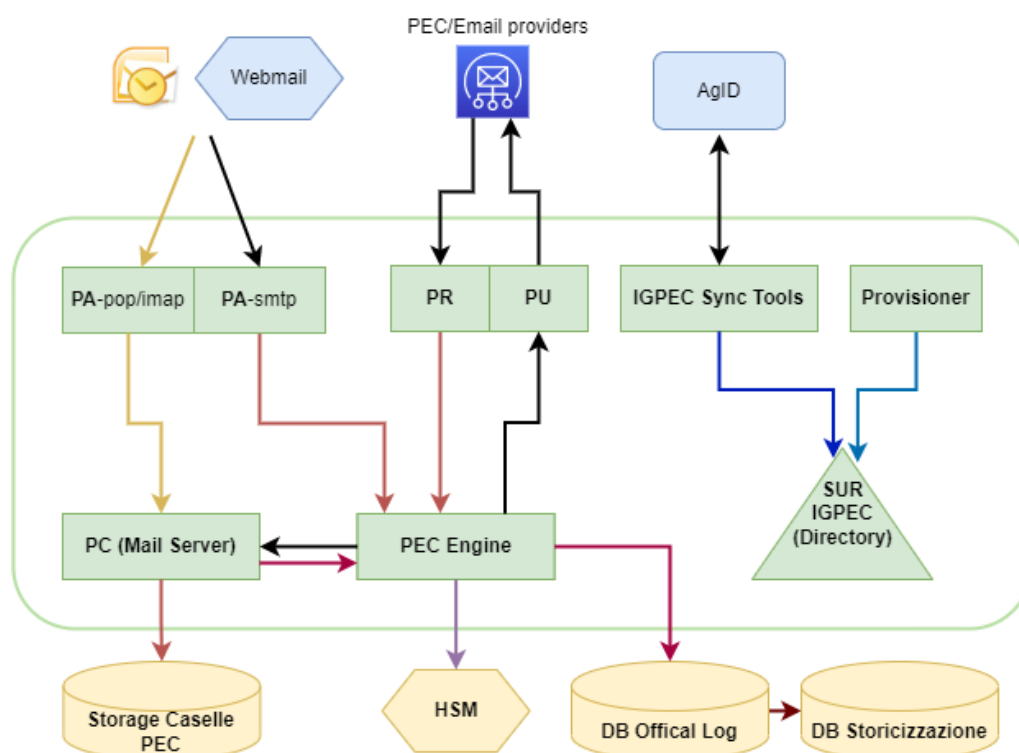 PEC/Email providers
Webmail
AgID
PA-pop/imap
PA-smtp
PR
PU
IGPEC Sync Tools
Provisioner
SUR
IGPEC
(Directory)
PC (Mail Server)
PEC Engine
Storage Caselle
PEC
HSM
DB Offical Log
DB Storicizzazione